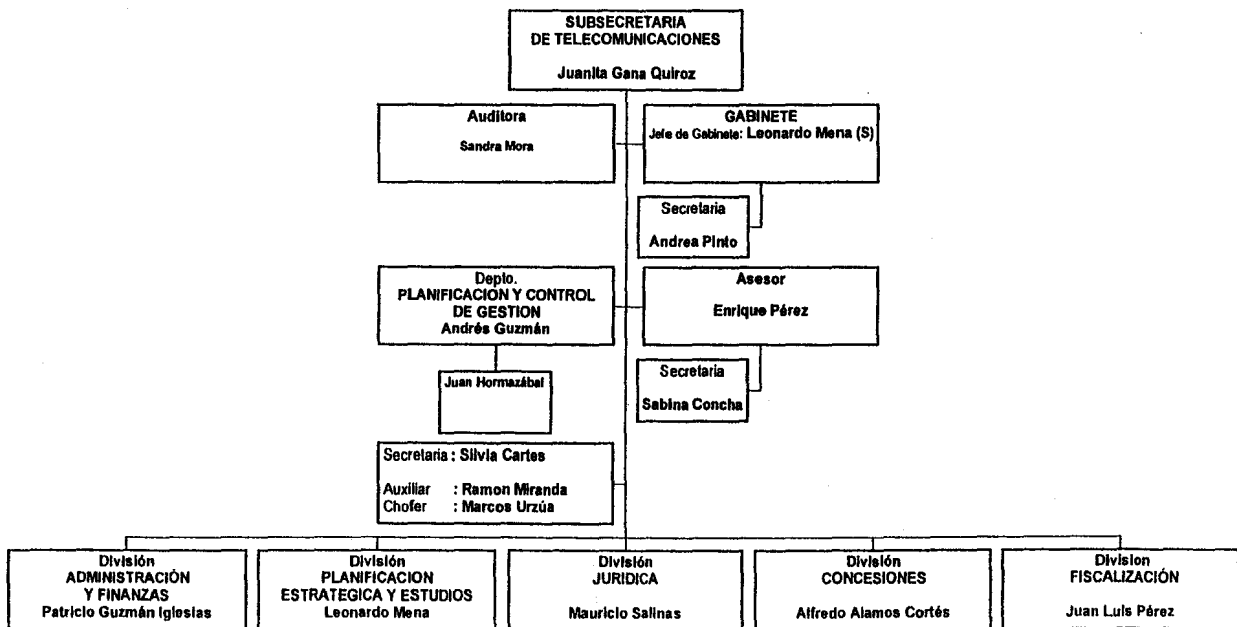 SUBSECRETARIA
DE TELECOMUNICACIONES
Juanita Gana Quiroz
Auditora
Sandra Mora
GABINETE
Jefe de Gabinete: Leonardo Mena (S)
Secretaria
Andrea Pinto
Depto.
PLANIFICACION Y CONTROL
DE GESTION
Andrés Guzmán
Asesor
Enrique Pérez
Juan Hormazábal
Secretaria
Sabina Concha
Secretaria : Silvia Cartes
Auxiliar : Ramon Miranda
Chofer : Marcos Urzúa
División
ADMINISTRACIÓN
Y FINANZAS
Patricio Guzmán Iglesias
División
PLANIFICACION
ESTRATEGICA Y ESTUDIOS
Leonardo Mena
División
JURIDICA
Mauricio Salinas
División
CONCESIONES
Alfredo Alamos Cortés
Division
FISCALIZACIÓN
Juan Luis Pérez